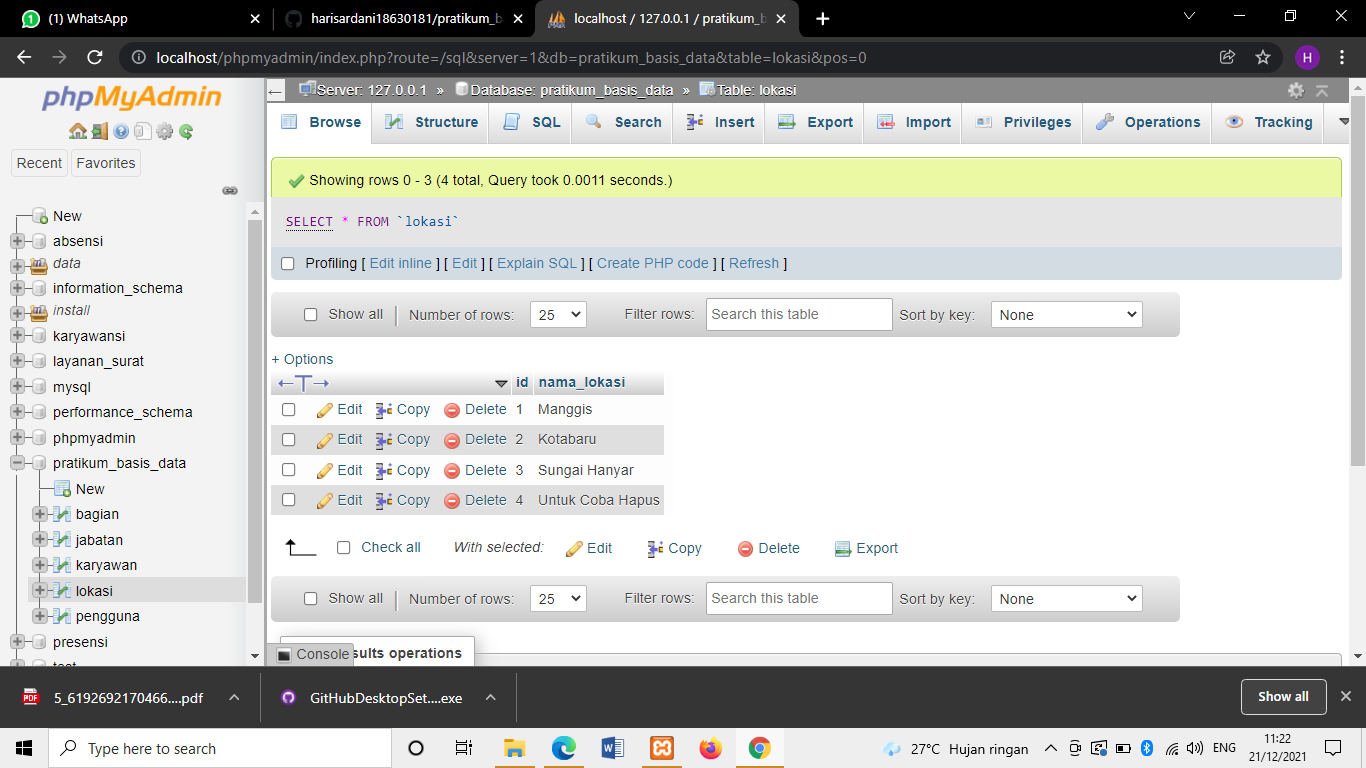 (1) WhatsApp
harisardani18630181/pratikum_b
localhost / 127.0.0.1 / pratikum_b
localhost/phpmyadmin/index.php?route=/sql&server=1&db=pratikum_basis_data&table=lokasi&pos=0
H
phpMyAdmin
Recent
Favorites
New
absensi
data
information_schema
install
karyawansi
layanan_surat
mysql
performance_schema
phpmyadmin
pratikum_basis_data
New
bagian
jabatan
karyawan
lokasi
pengguna
presensi
test
Server: 127.0.0.1 » Database: pratikum_basis_data » Table: lokasi
Browse Structure SQL Search Insert Export Import Privileges Operations Tracking
Showing rows 0 - 3 (4 total, Query took 0.0011 seconds.)
SELECT * FROM `lokasi`
Profiling [ Edit inline ] [ Edit ] [ Explain SQL ] [ Create PHP code ] [ Refresh ]
Show all Number of rows: 25 Filter rows: Search this table Sort by key: None
+ Options
id nama_lokasi
Edit Copy Delete 1 Manggis
Edit Copy Delete 2 Kotabaru
Edit Copy Delete 3 Sungai Hanyar
Edit Copy Delete 4 Untuk Coba Hapus
Check all With selected: Edit Copy Delete Export
Show all Number of rows: 25 Filter rows: Search this table Sort by key: None
Console
sults operations
5_6192692170466....pdf
GitHubDesktopSet....exe
Show all
Type here to search
27°C Hujan ringan
ENG
11:22
21/12/2021